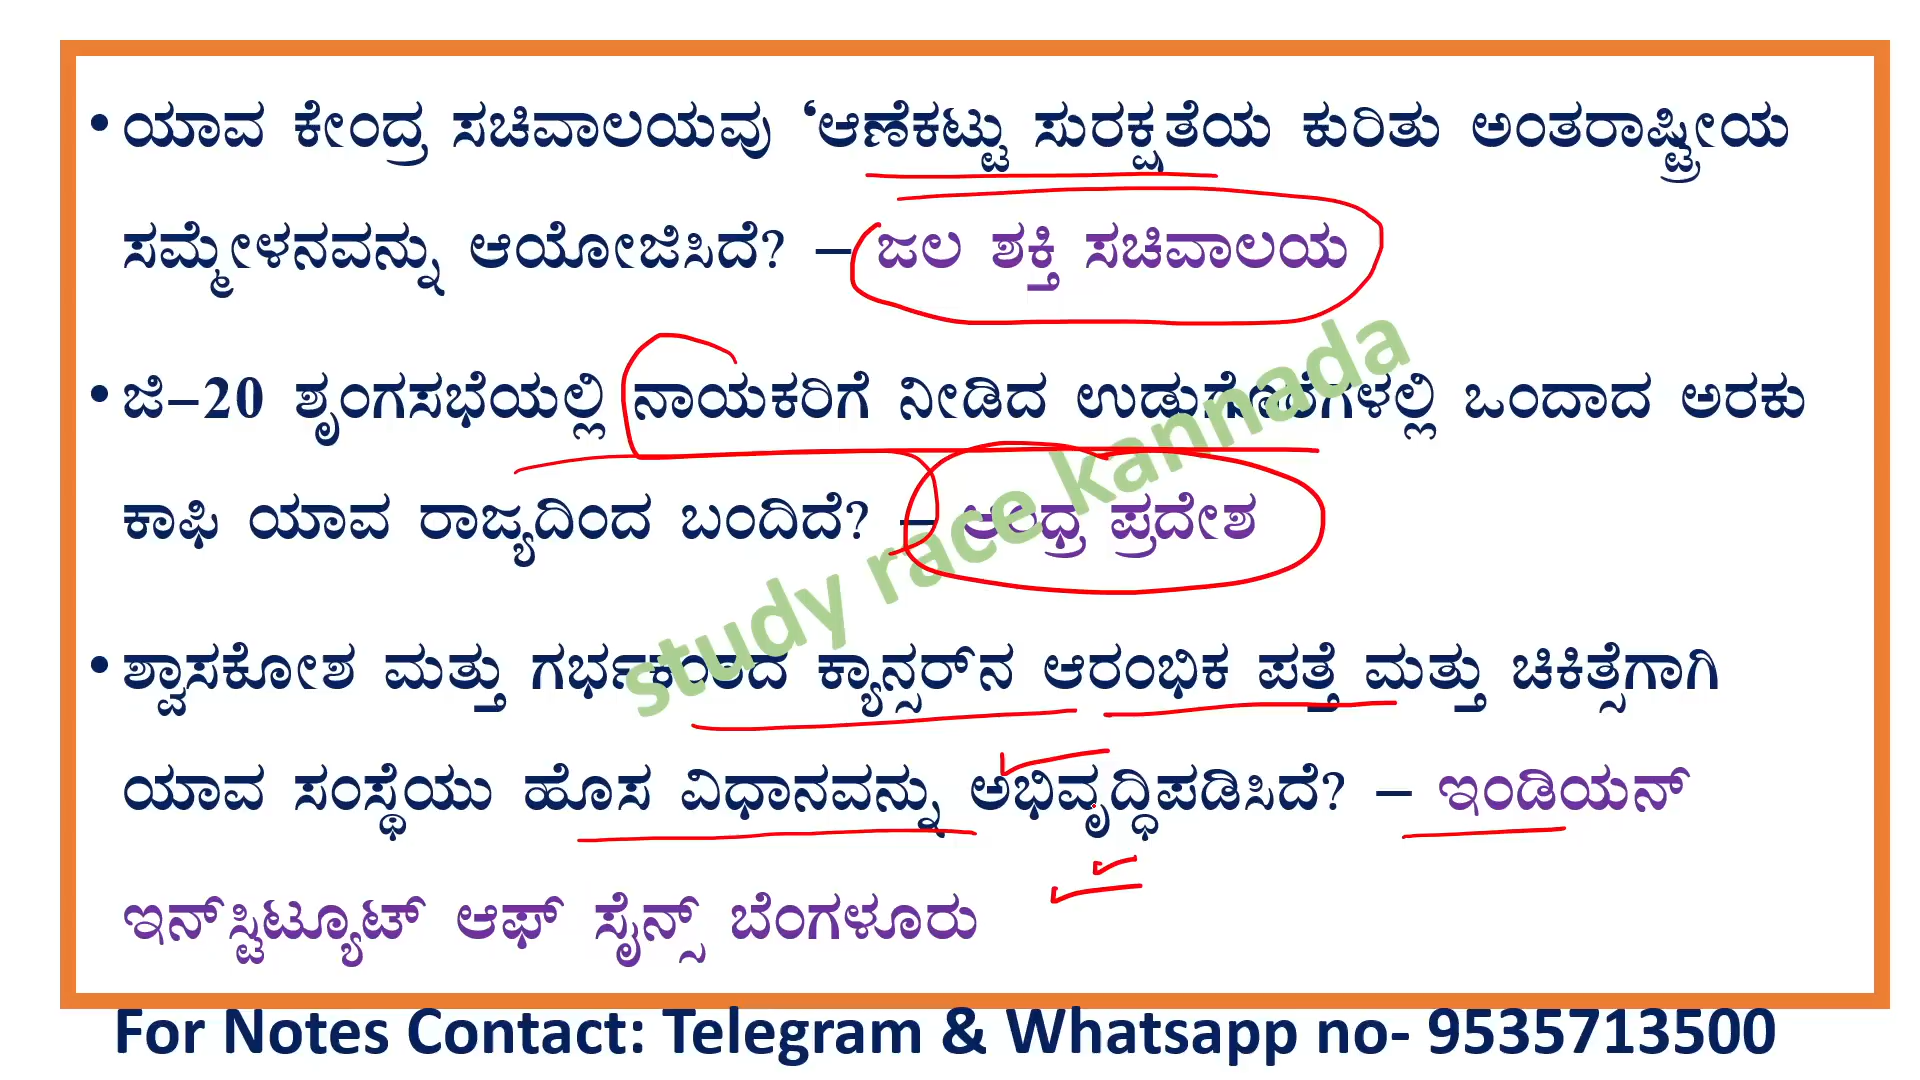 • ಯಾವ ಕೇಂದ್ರ ಸಚಿವಾಲಯವು ‘ಆಣೆಕಟ್ಟು ಸುರಕ್ಷತೆಯ ಕುರಿತು ಅಂತರಾಷ್ಟ್ರೀಯ
ಸಮ್ಮೇಳನವನ್ನು ಆಯೋಜಿಸಿದೆ? – ಜಲ ಶಕ್ತಿ ಸಚಿವಾಲಯ
• ಜಿ–20 ಶೃಂಗಸಭೆಯಲ್ಲಿ ನಾಯಕರಿಗೆ ನೀಡಿದ ಉಡುಗೊರೆಗಳಲ್ಲಿ ಒಂದಾದ ಅರಕು
ಕಾಫಿ ಯಾವ ರಾಜ್ಯದಿಂದ ಬಂದಿದೆ? – ಆಂಧ್ರ ಪ್ರದೇಶ
• ಶ್ವಾಸಕೋಶ ಮತ್ತು ಗರ್ಭಕಂಠದ ಕ್ಯಾನ್ಸರ್‌ನ ಆರಂಭಿಕ ಪತ್ತೆ ಮತ್ತು ಚಿಕಿತ್ಸೆಗಾಗಿ
ಯಾವ ಸಂಸ್ಥೆಯು ಹೊಸ ವಿಧಾನವನ್ನು ಅಭಿವೃದ್ಧಿಪಡಿಸಿದೆ? – ಇಂಡಿಯನ್
ಇನ್‌ಸ್ಟಿಟ್ಯೂಟ್ ಆಫ್ ಸೈನ್ಸ್ ಬೆಂಗಳೂರು
study race kannada
For Notes Contact: Telegram & Whatsapp no- 9535713500